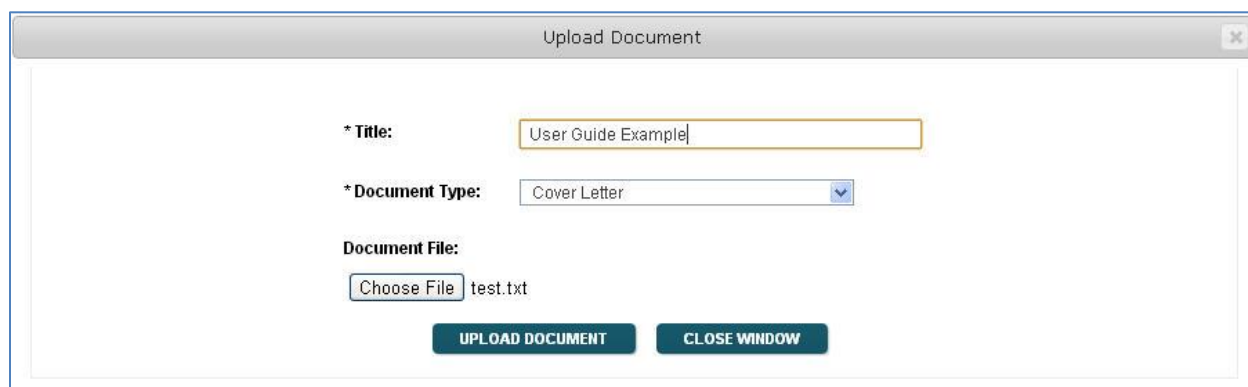 Upload Document
* Title: User Guide Example
* Document Type: Cover Letter
Document File:
Choose File test.txt
UPLOAD DOCUMENT CLOSE WINDOW